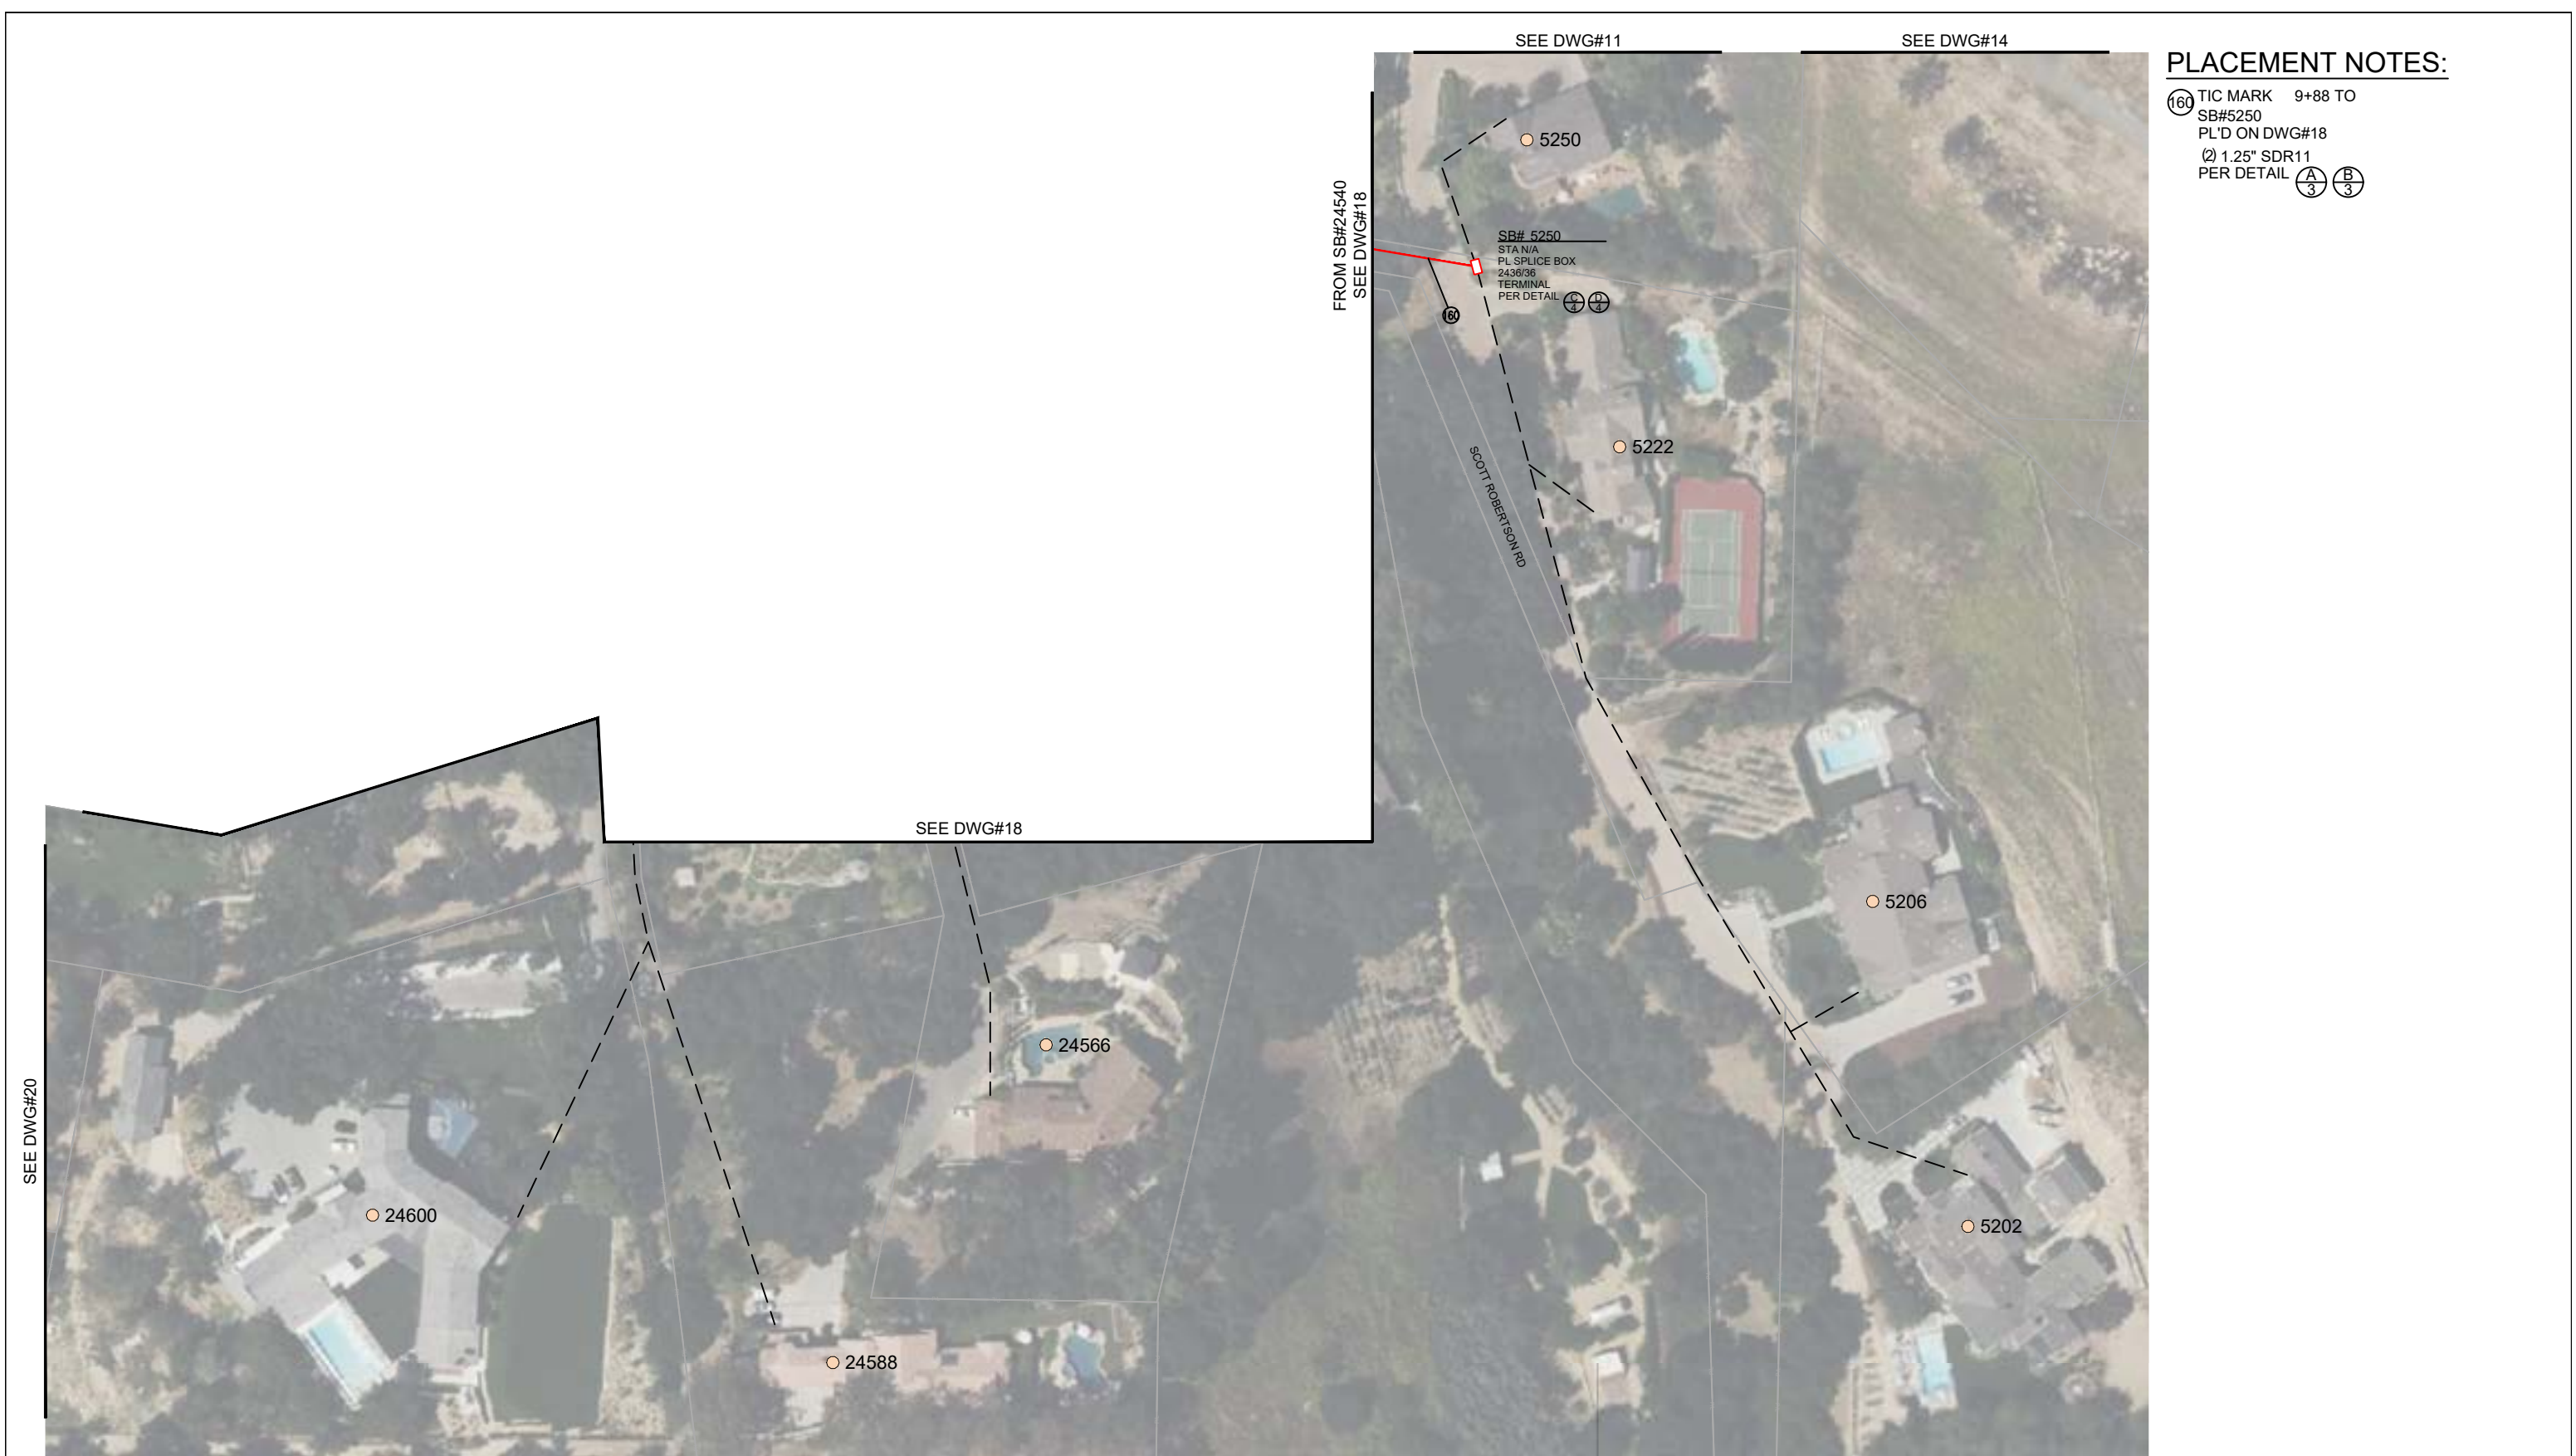 SEE DWG#11
SEE DWG#14
PLACEMENT NOTES:
160 TIC MARK 9+88 TO
SB#5250
PL'D ON DWG#18
(2) 1.25" SDR11
PER DETAIL A/3 B/3
5250
FROM SB#24540
SEE DWG#18
SB# 5250
STA N/A
PL SPLICE BOX
2436/36
TERMINAL
PER DETAIL C/4 D/4
160
5222
SCOTT ROBERTSON RD
SEE DWG#18
5206
24566
SEE DWG#20
24600
5202
24588